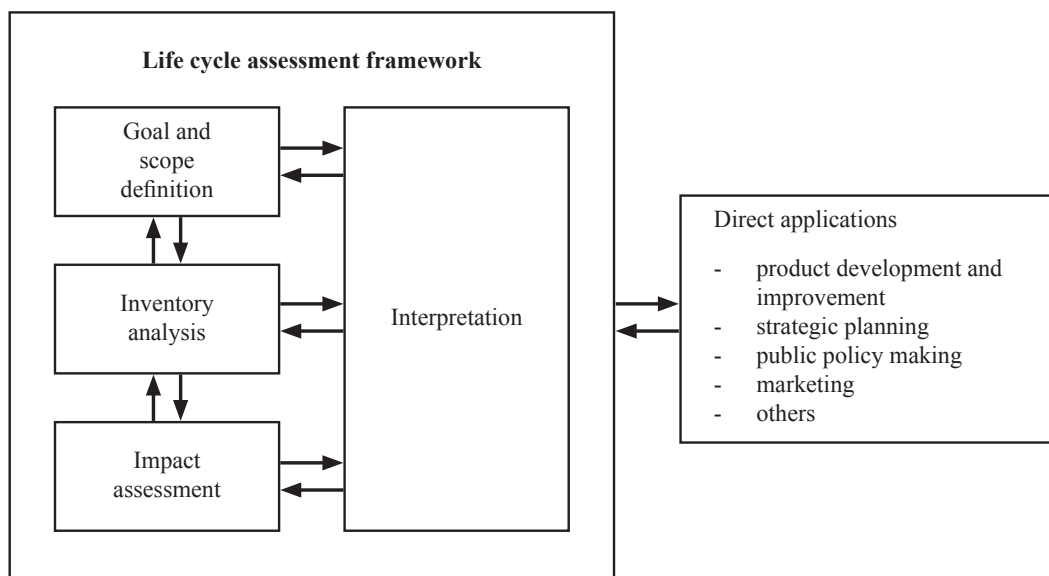 Life cycle assessment framework
Goal and
scope
definition
Inventory
analysis
Impact
assessment
Interpretation
Direct applications
- product development and
improvement
- strategic planning
- public policy making
- marketing
- others